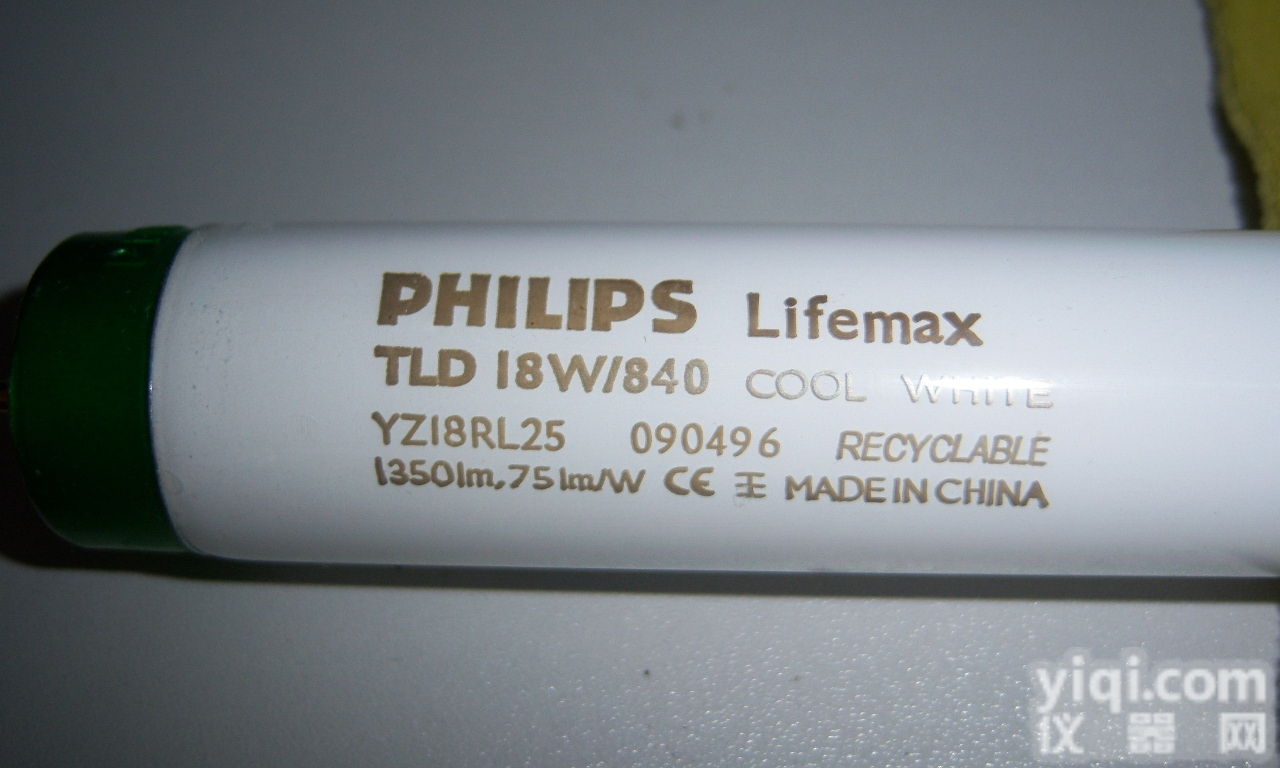 PHILIPS Lifemax
TLD 18W/840 COOL WHITE
YZ18RL25 090496 RECYCLABLE
1350lm,75lm/W CE MADE IN CHINA
yiqi.com
仪器网